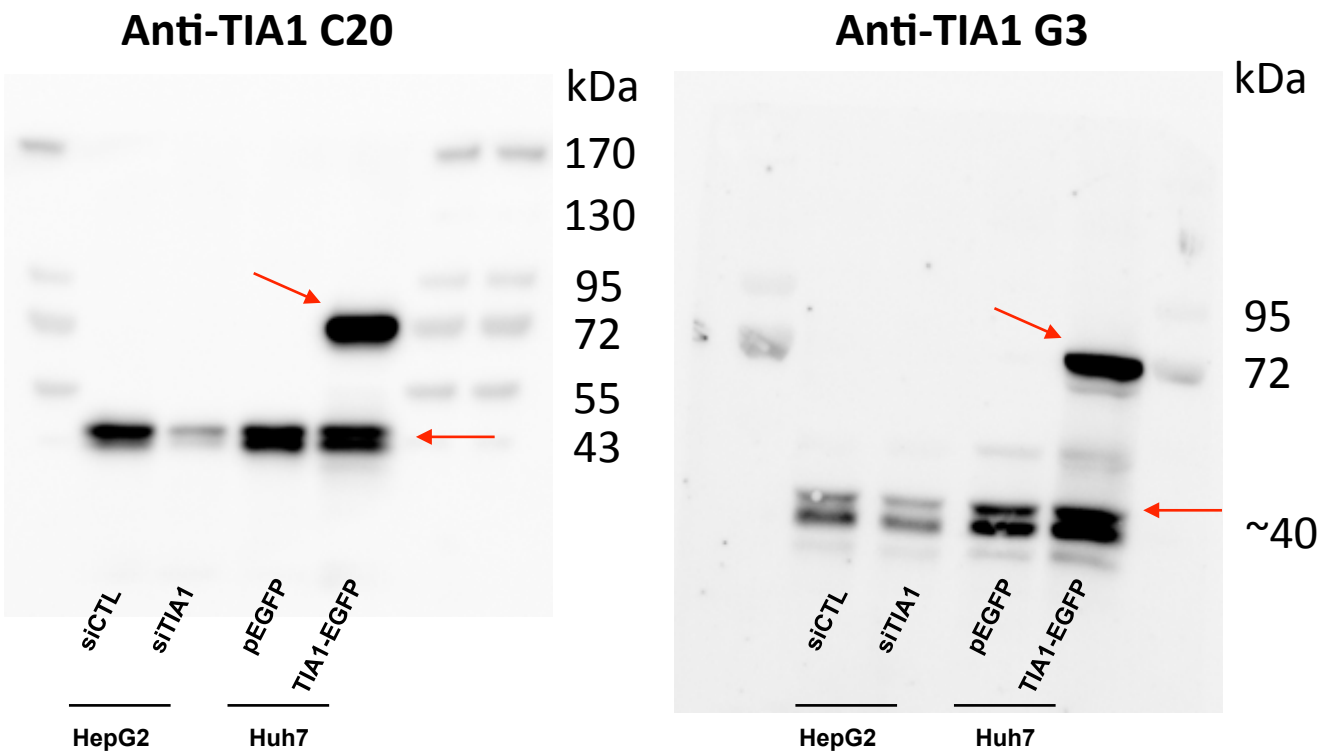 Anti-TIA1 C20
kDa
170
130
95
72
55
43
siCTL
siTIA1
pEGFP
TIA1-EGFP
HepG2
Huh7
Anti-TIA1 G3
kDa
95
72
~40
siCTL
siTIA1
pEGFP
TIA1-EGFP
HepG2
Huh7